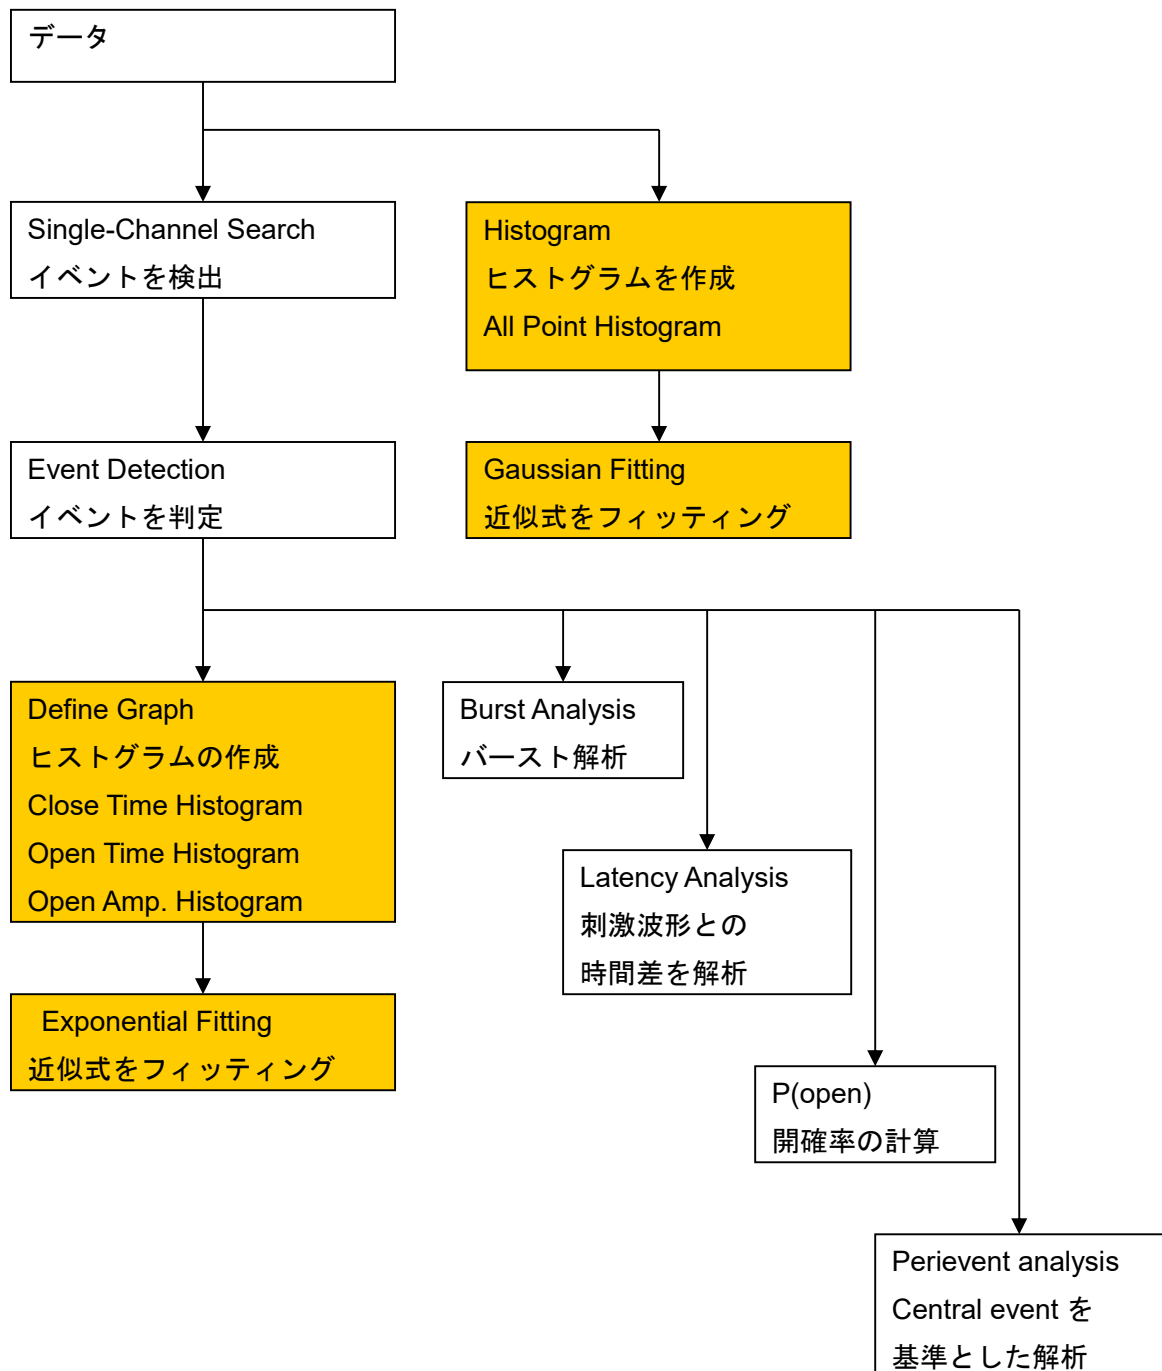 データ
Single-Channel Search
イベントを検出
Histogram
ヒストグラムを作成
All Point Histogram
Event Detection
イベントを判定
Gaussian Fitting
近似式をフィッティング
Define Graph
ヒストグラムの作成
Close Time Histogram
Open Time Histogram
Open Amp. Histogram
Burst Analysis
バースト解析
Latency Analysis
刺激波形との
時間差を解析
Exponential Fitting
近似式をフィッティング
P(open)
開確率の計算
Perievent analysis
Central event を
基準とした解析